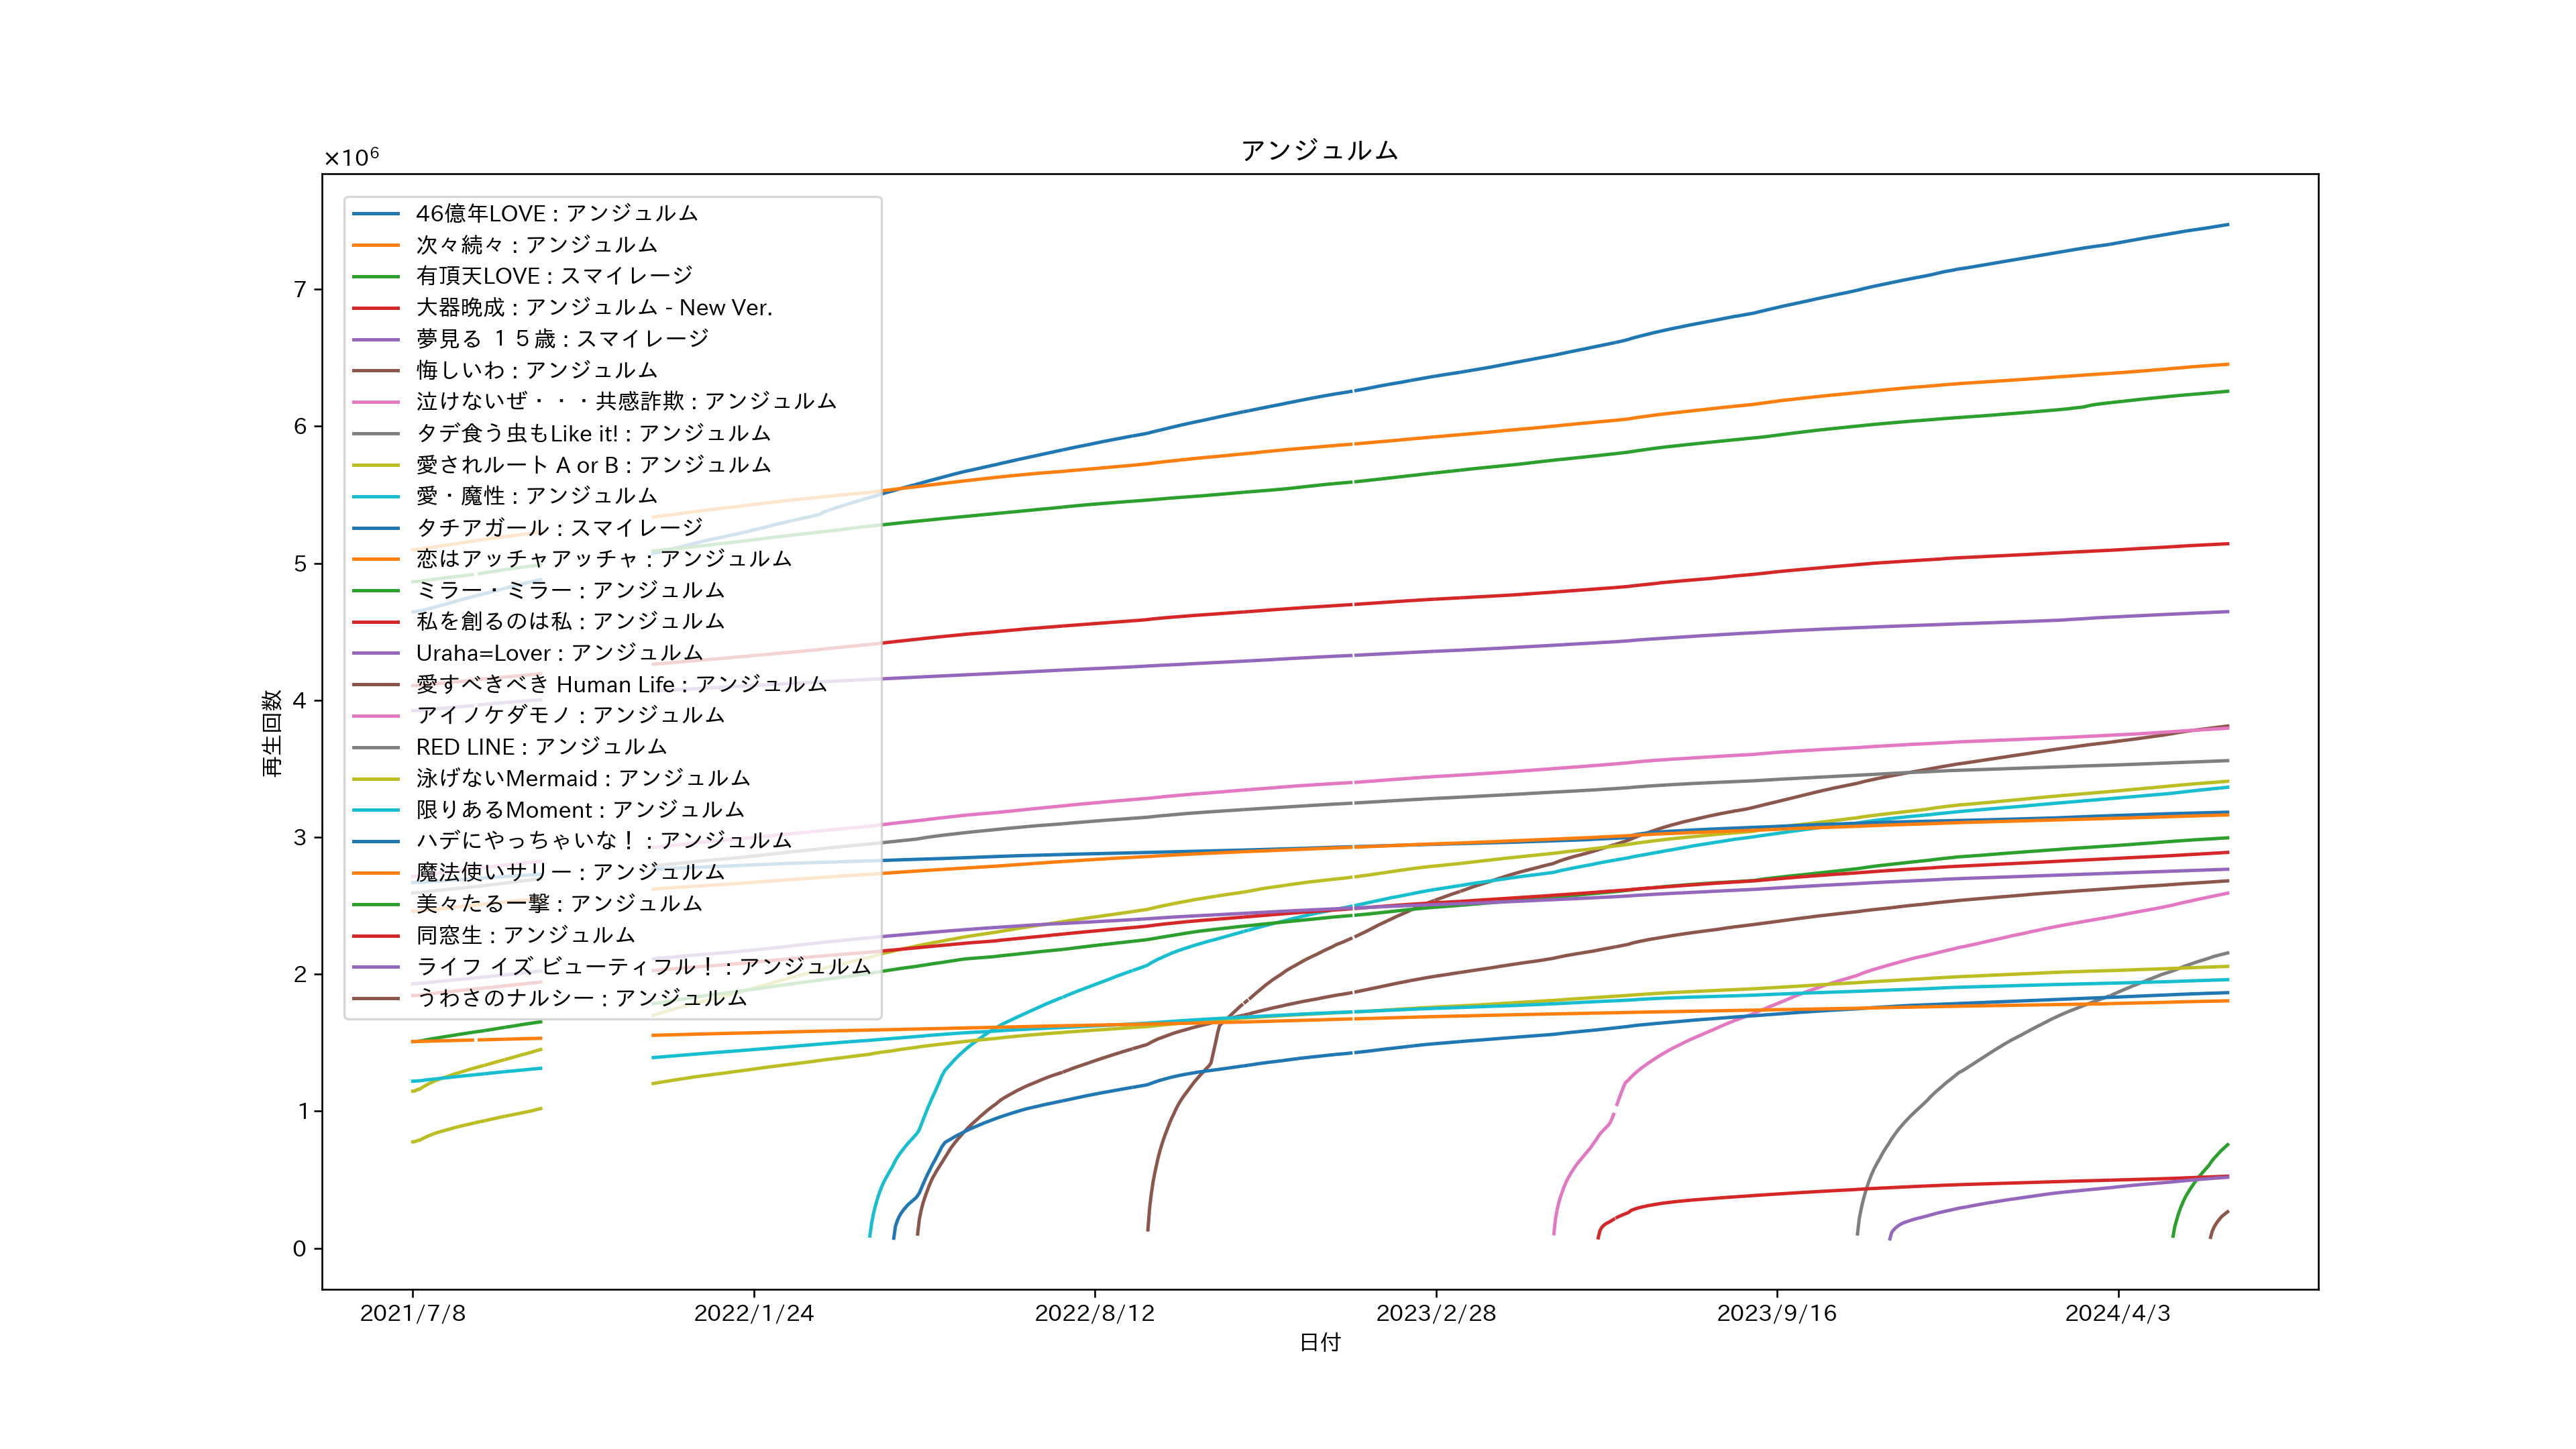 アンジュルム
×10⁶
46億年LOVE : アンジュルム
次々続々 : アンジュルム
有頂天LOVE : スマイレージ
大器晩成 : アンジュルム - New Ver.
夢見る １５歳 : スマイレージ
悔しいわ : アンジュルム
泣けないぜ・・・共感詐欺 : アンジュルム
タデ食う虫もLike it! : アンジュルム
愛されルート A or B : アンジュルム
愛・魔性 : アンジュルム
タチアガール : スマイレージ
恋はアッチャアッチャ : アンジュルム
ミラー・ミラー : アンジュルム
私を創るのは私 : アンジュルム
Uraha=Lover : アンジュルム
愛すべきべき Human Life : アンジュルム
アイノケダモノ : アンジュルム
RED LINE : アンジュルム
泳げないMermaid : アンジュルム
限りあるMoment : アンジュルム
ハデにやっちゃいな！ : アンジュルム
魔法使いサリー : アンジュルム
美々たる一撃 : アンジュルム
同窓生 : アンジュルム
ライフ イズ ビューティフル！ : アンジュルム
うわさのナルシー : アンジュルム
7
6
5
4
3
2
1
0
再生回数
2021/7/8
2022/1/24
2022/8/12
2023/2/28
2023/9/16
2024/4/3
日付